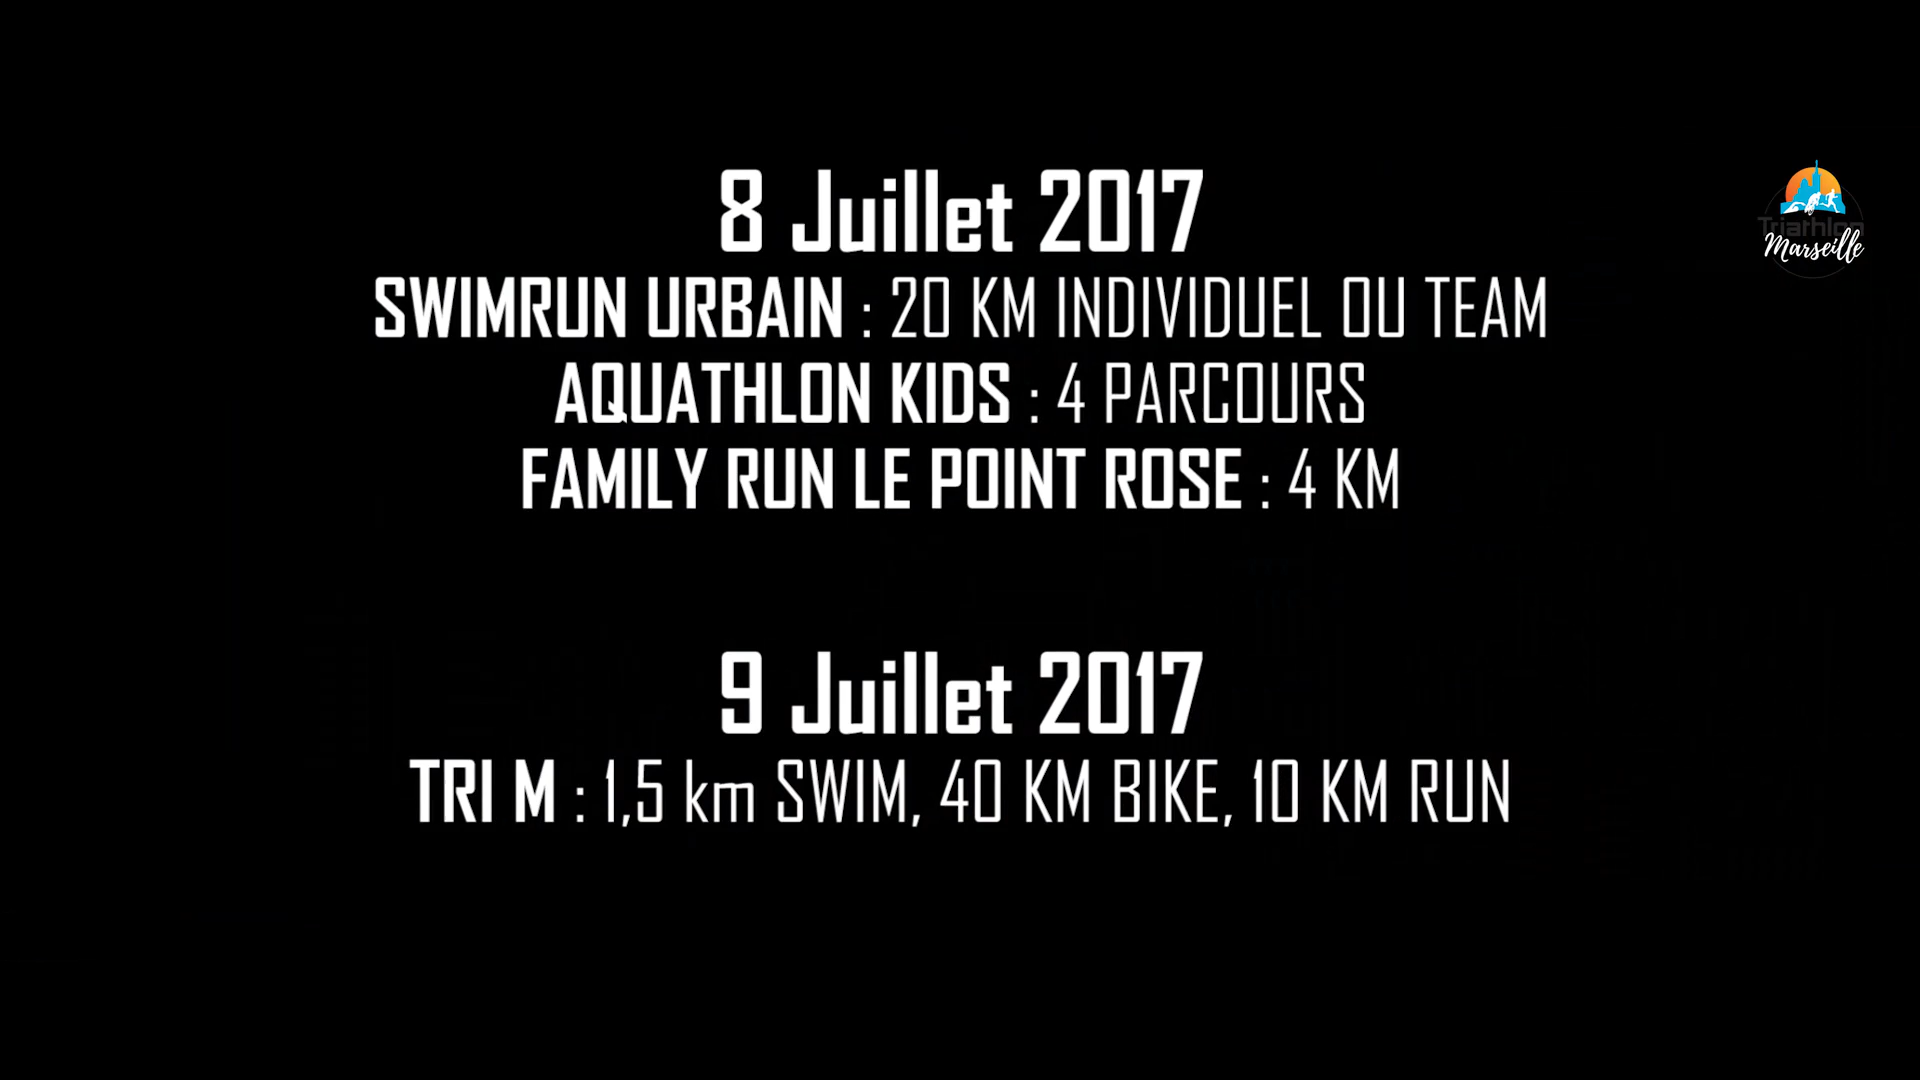 8 Juillet 2017
SWIMRUN URBAIN : 20 KM INDIVIDUEL OU TEAM
AQUATHLON KIDS : 4 PARCOURS
FAMILY RUN LE POINT ROSE : 4 KM
9 Juillet 2017
TRI M : 1,5 km SWIM, 40 KM BIKE, 10 KM RUN
Triathlon
Marseille